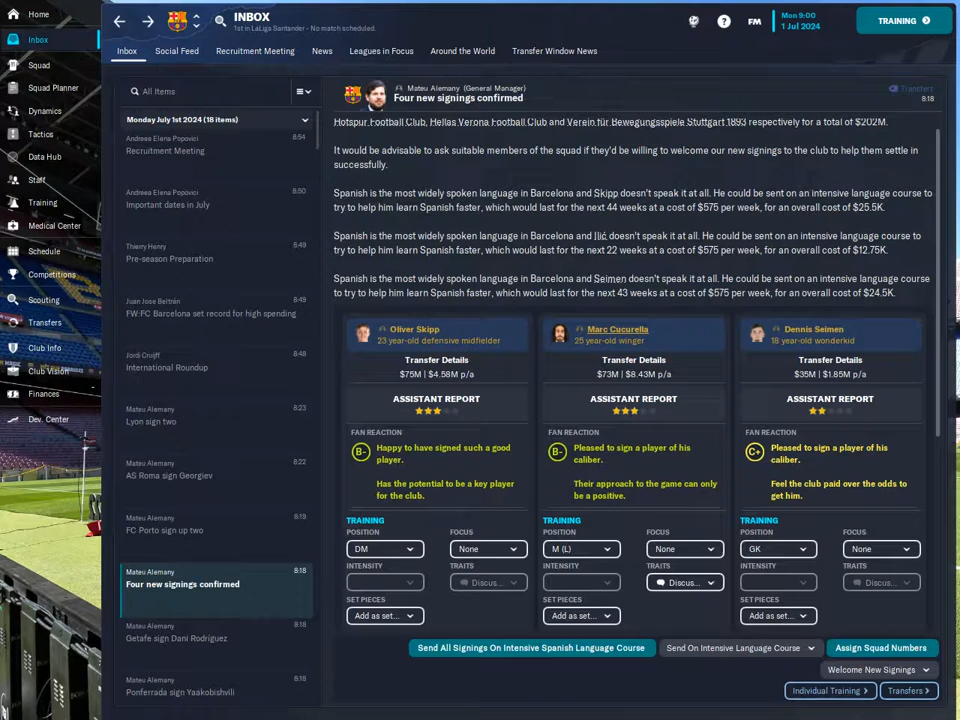 Home
Inbox
Squad
Squad Planner
Dynamics
Tactics
Data Hub
Staff
Training
Medical Center
Schedule
Competitions
Scouting
Transfers
Club Info
Club Vision
Finances
Dev. Center
INBOX
1st in LaLiga Santander - No match scheduled.
FM
Mon 9:00
1 Jul 2024
TRAINING
Inbox
Social Feed
Recruitment Meeting
News
Leagues in Focus
Around the World
Transfer Window News
All Items
Monday July 1st 2024 (18 items)
Andreea Elena Popovici
8:54
Recruitment Meeting
Andreea Elena Popovici
8:50
Important dates in July
Thierry Henry
8:49
Pre-season Preparation
Juan Jose Beltrán
8:49
FW:FC Barcelona set record for high spending
Jordi Cruijff
8:48
International Roundup
Mateu Alemany
8:23
Lyon sign two
Mateu Alemany
8:22
AS Roma sign Georgiev
Mateu Alemany
8:19
FC Porto sign up two
Mateu Alemany
8:18
Four new signings confirmed
Mateu Alemany
8:18
Getafe sign Dani Rodríguez
Mateu Alemany
8:18
Ponferrada sign Yaakobishvili
Mateu Alemany (General Manager)
Four new signings confirmed
Transfers
8:18
Hotspur Football Club, Hellas Verona Football Club and Verein für Bewegungsspiele Stuttgart 1893 respectively for a total of $202M.
It would be advisable to ask suitable members of the squad if they'd be willing to welcome our new signings to the club to help them settle in
successfully.
Spanish is the most widely spoken language in Barcelona and Skipp doesn't speak it at all. He could be sent on an intensive language course to
try to help him learn Spanish faster, which would last for the next 44 weeks at a cost of $575 per week, for an overall cost of $25.5K.
Spanish is the most widely spoken language in Barcelona and Ilić doesn't speak it at all. He could be sent on an intensive language course to
try to help him learn Spanish faster, which would last for the next 22 weeks at a cost of $575 per week, for an overall cost of $12.75K.
Spanish is the most widely spoken language in Barcelona and Seimen doesn't speak it at all. He could be sent on an intensive language course
to try to help him learn Spanish faster, which would last for the next 43 weeks at a cost of $575 per week, for an overall cost of $24.5K.
Oliver Skipp
23 year-old defensive midfielder
Transfer Details
$75M | $4.58M p/a
ASSISTANT REPORT
FAN REACTION
B-
Happy to have signed such a good
player.
Has the potential to be a key player
for the club.
TRAINING
POSITION
FOCUS
DM
None
INTENSITY
TRAITS
Discus...
SET PIECES
Add as set...
Marc Cucurella
25 year-old winger
Transfer Details
$73M | $8.43M p/a
ASSISTANT REPORT
FAN REACTION
B-
Pleased to sign a player of his
caliber.
Their approach to the game can only
be a positive.
TRAINING
POSITION
FOCUS
M (L)
None
INTENSITY
TRAITS
Discus...
SET PIECES
Add as set...
Dennis Seimen
18 year-old wonderkid
Transfer Details
$35M | $1.85M p/a
ASSISTANT REPORT
FAN REACTION
C+
Pleased to sign a player of his
caliber.
Feel the club paid over the odds to
get him.
TRAINING
POSITION
FOCUS
GK
None
INTENSITY
TRAITS
Discus...
SET PIECES
Add as set...
Send All Signings On Intensive Spanish Language Course
Send On Intensive Language Course
Assign Squad Numbers
Welcome New Signings
Individual Training
Transfers